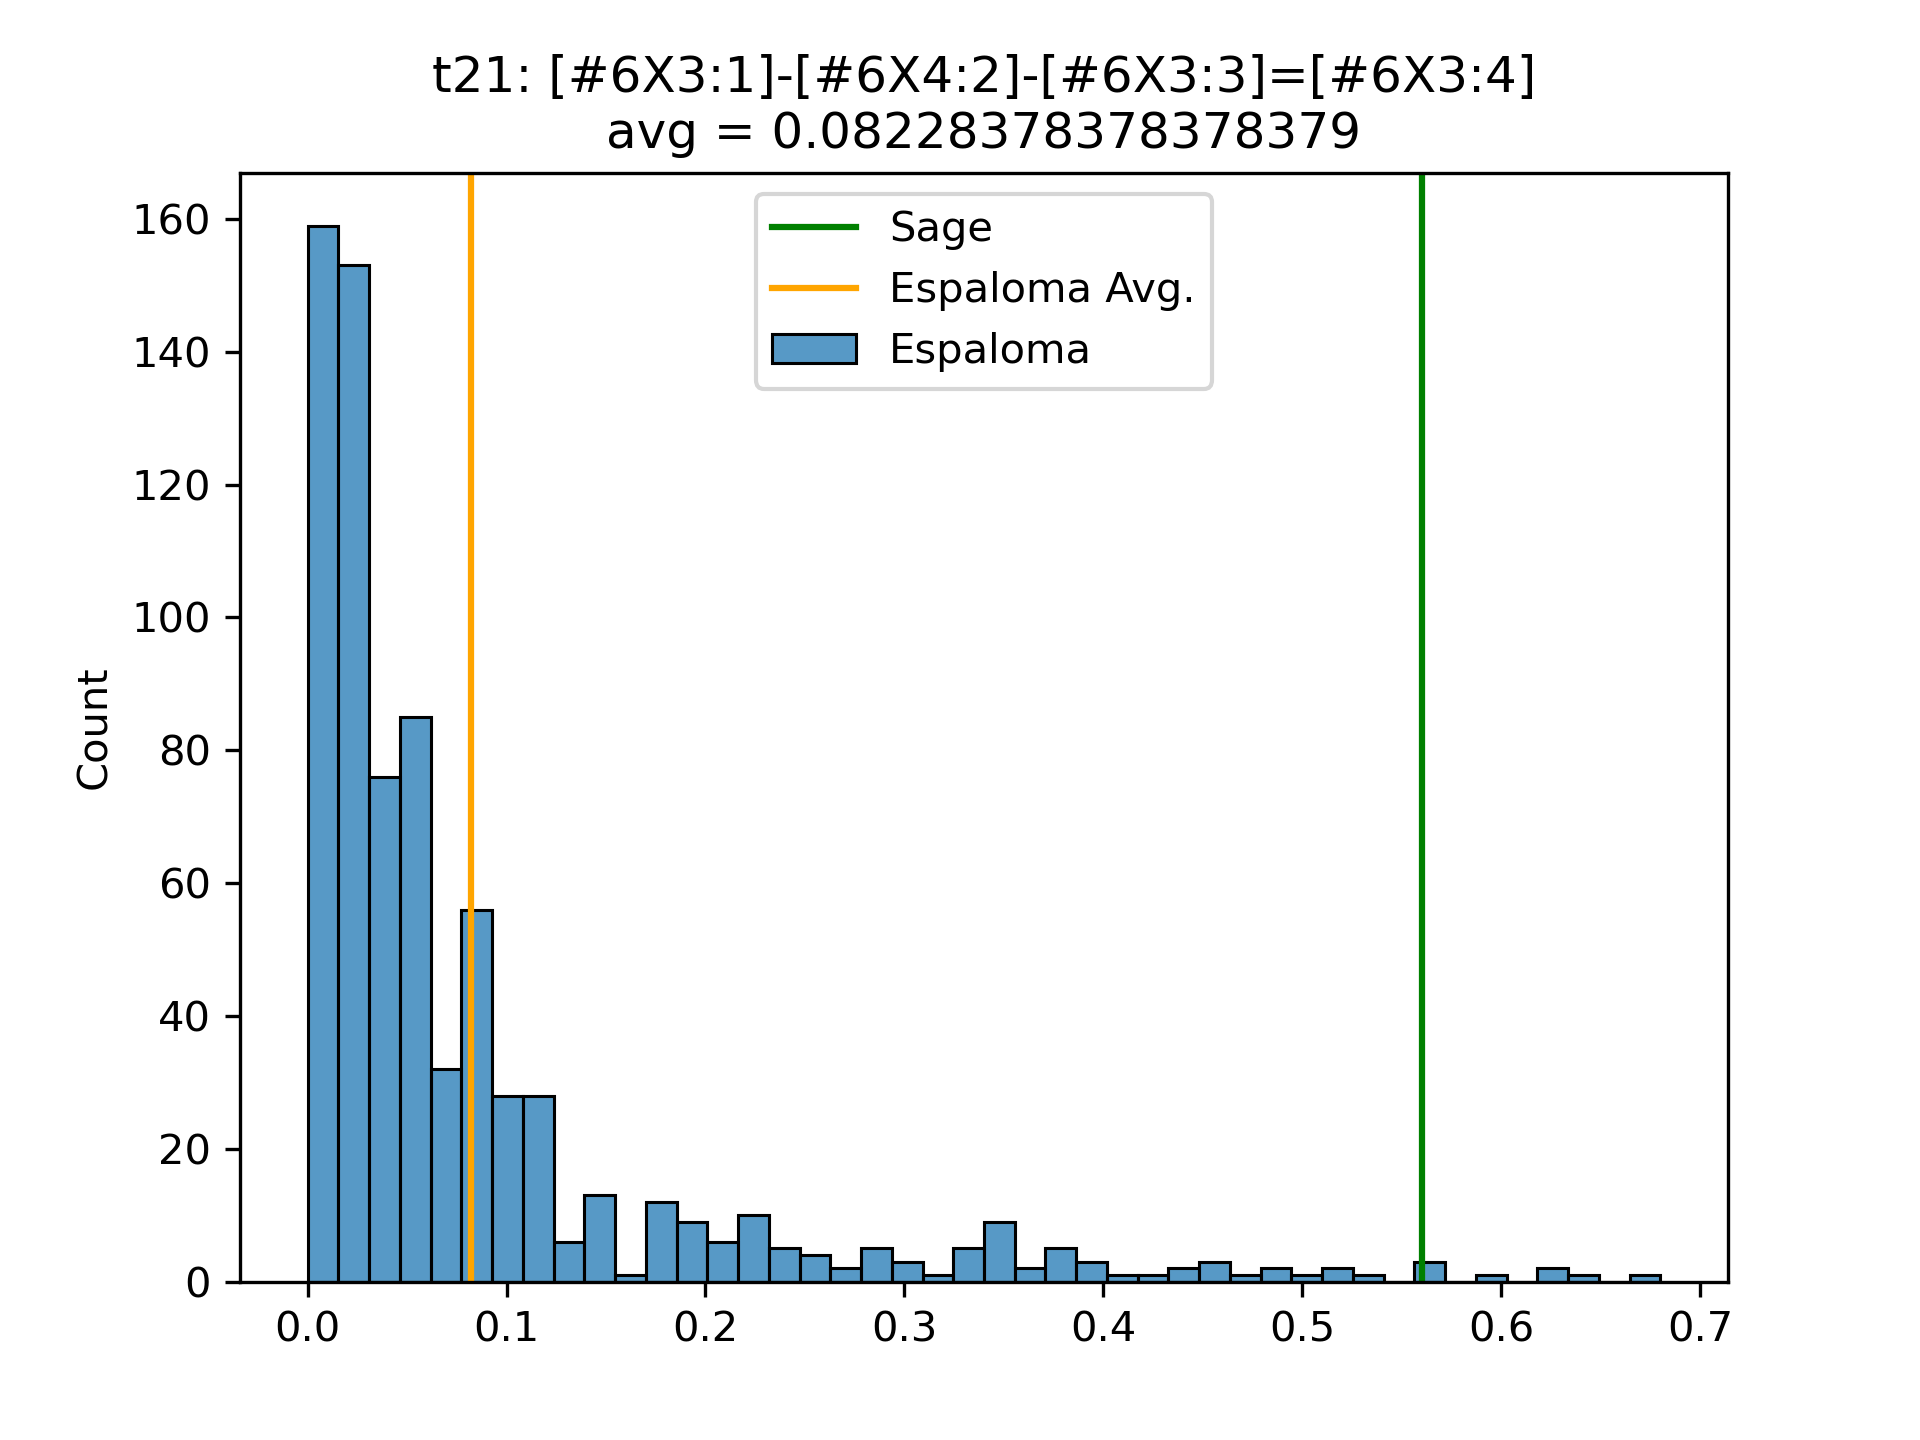 t21: [#6X3:1]-[#6X4:2]-[#6X3:3]=[#6X3:4]
avg = 0.08228378378378379
Sage
Espaloma Avg.
Espaloma
Count
160
140
120
100
80
60
40
20
0
0.0 0.1 0.2 0.3 0.4 0.5 0.6 0.7